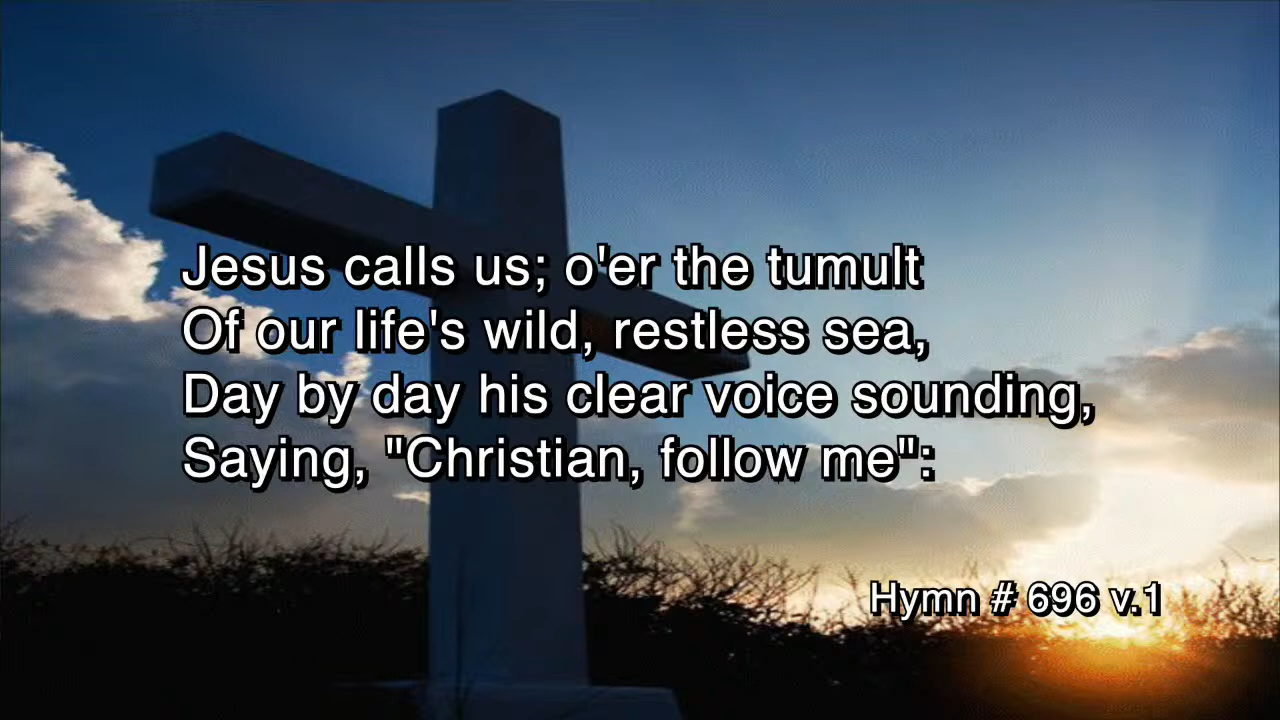 Jesus calls us; o'er the tumult
Of our life's wild, restless sea,
Day by day his clear voice sounding,
Saying, "Christian, follow me":
Hymn # 696 v.1